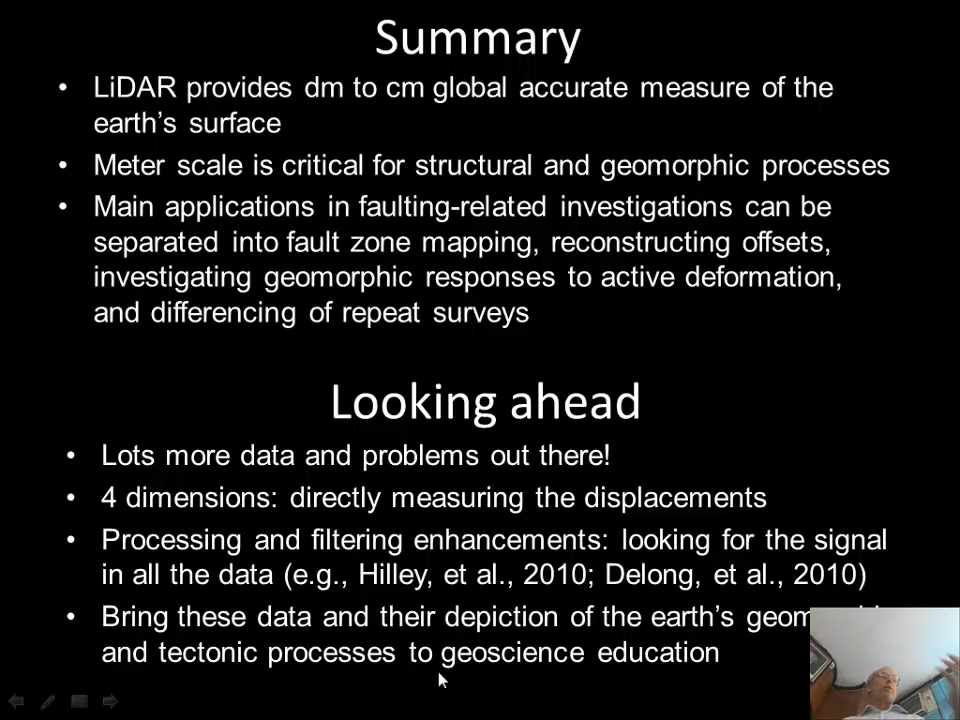 Summary
• LiDAR provides dm to cm global accurate measure of the
earth’s surface
• Meter scale is critical for structural and geomorphic processes
• Main applications in faulting-related investigations can be
separated into fault zone mapping, reconstructing offsets,
investigating geomorphic responses to active deformation,
and differencing of repeat surveys
Looking ahead
• Lots more data and problems out there!
• 4 dimensions: directly measuring the displacements
• Processing and filtering enhancements: looking for the signal
in all the data (e.g., Hilley, et al., 2010; Delong, et al., 2010)
• Bring these data and their depiction of the earth’s
and tectonic processes to geoscience education